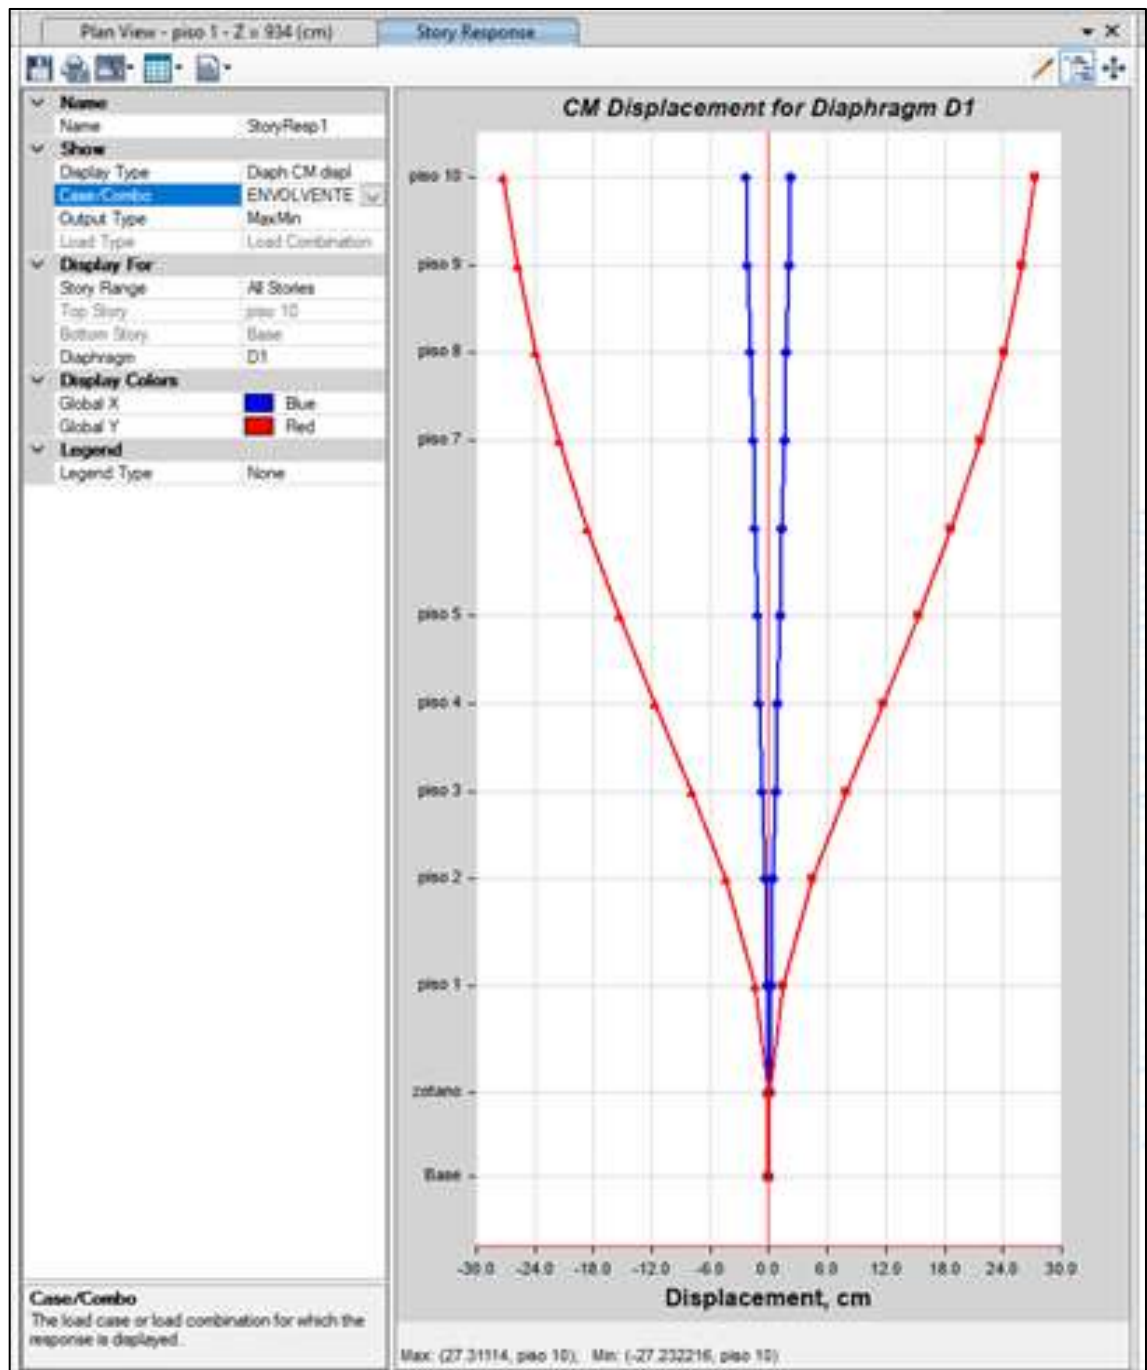 Plan View - piso 1 - Z = 934 (cm)
Story Response
Name
Name StoryResp1
Show
Display Type Diaph CM displ
Case/Combo ENVOLVENTE
Output Type MaxMin
Load Type Load Combination
Display For
Story Range All Stories
Top Story piso 10
Bottom Story Base
Diaphragm D1
Display Colors
Global X Blue
Global Y Red
Legend
Legend Type None
Case/Combo
The load case or load combination for which the
response is displayed.
CM Displacement for Diaphragm D1
piso 10
piso 9
piso 8
piso 7
piso 5
piso 4
piso 3
piso 2
piso 1
zotano
Base
-30.0 -24.0 -18.0 -12.0 -6.0 0.0 6.0 12.0 18.0 24.0 30.0
Displacement, cm
Max: (27.31114, piso 10); Min: (-27.232216, piso 10)